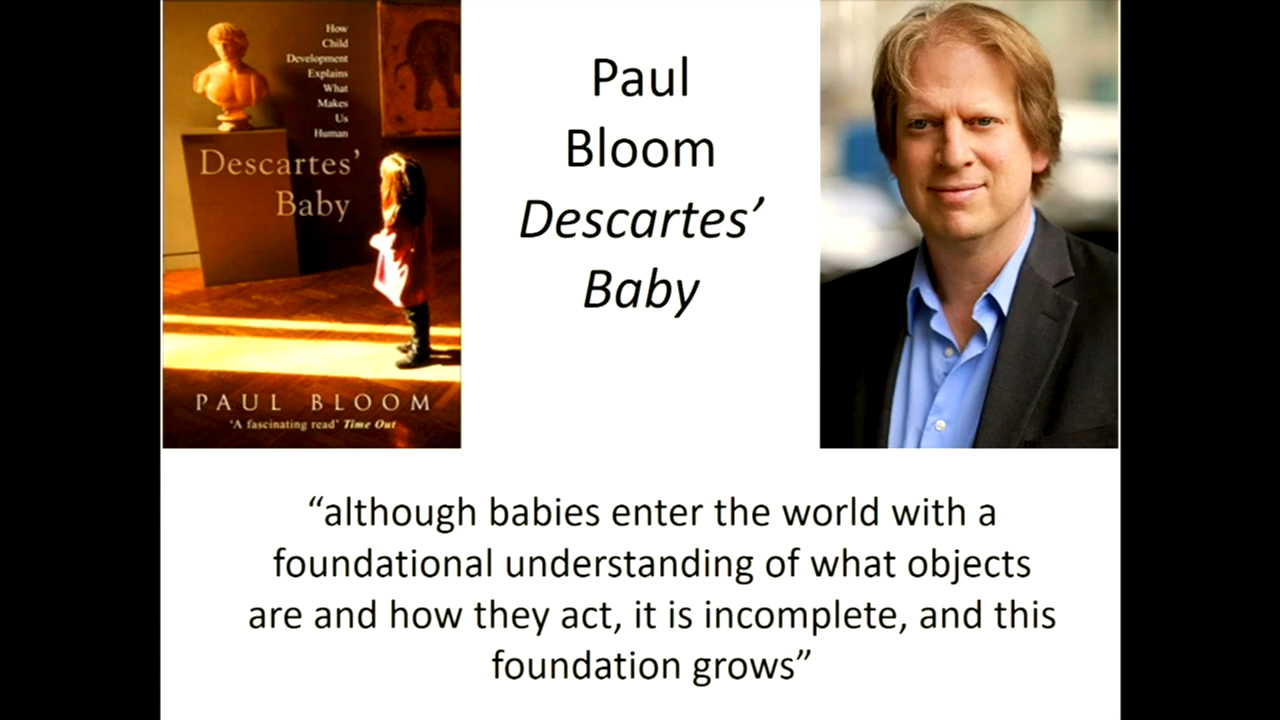 How
Child
Development
Explains
What
Makes
Us
Human
Descartes'
Baby
PAUL BLOOM
'A fascinating read' Time Out
Paul
Bloom
Descartes’
Baby
“although babies enter the world with a
foundational understanding of what objects
are and how they act, it is incomplete, and this
foundation grows”